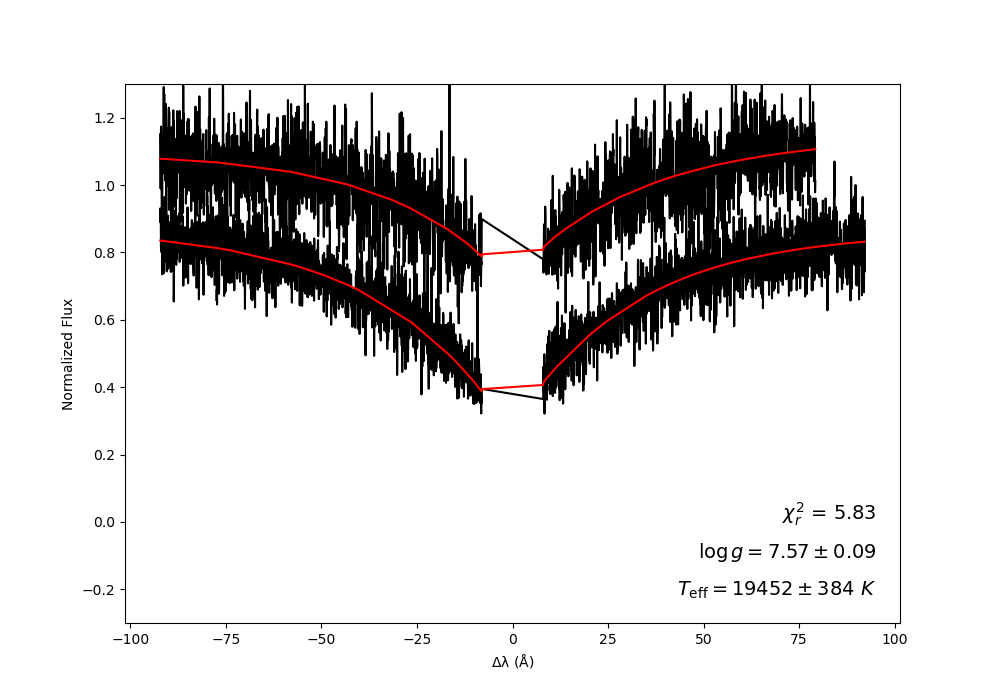 1.2
1.0
0.8
0.6
0.4
0.2
0.0
−0.2
Normalized Flux
χ_r^2 = 5.83
log g = 7.57 ± 0.09
T_eff = 19452 ± 384 K
−100 −75 −50 −25 0 25 50 75 100
Δλ (Å)